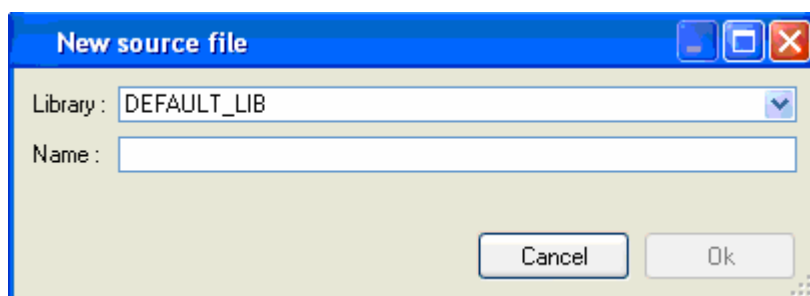 New source file
Library : DEFAULT_LIB
Name :
Cancel Ok